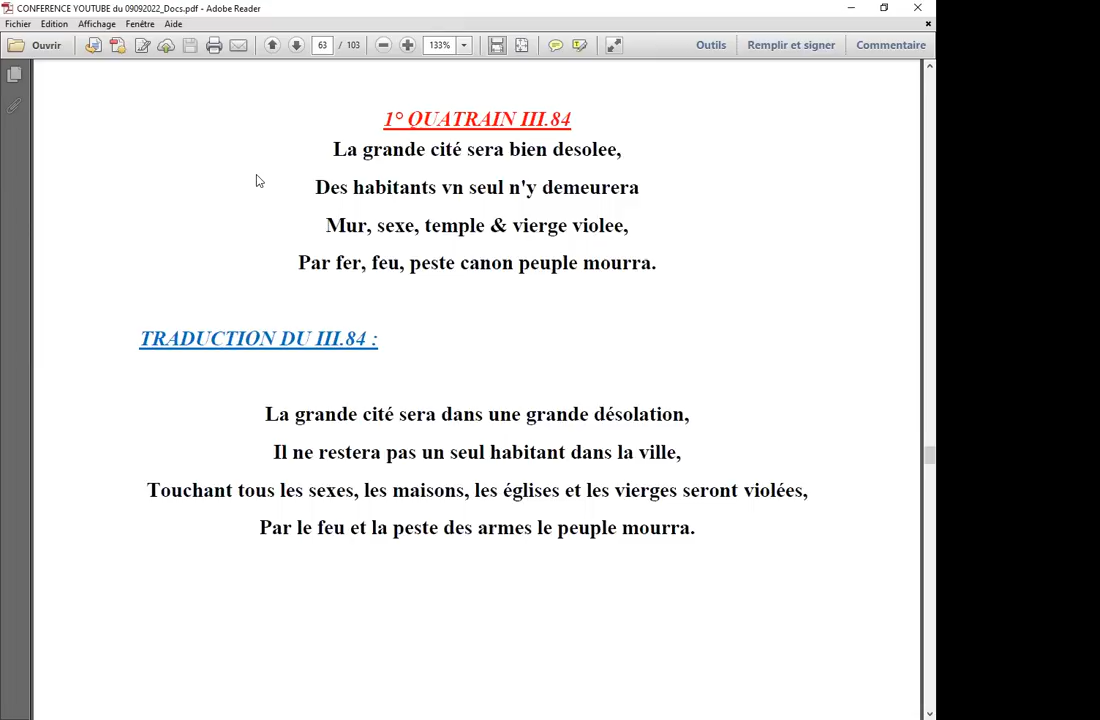 CONFERENCE YOUTUBE du 09092022_Docs.pdf - Adobe Reader
Fichier Edition Affichage Fenêtre Aide
Ouvrir 63 / 103 133% Outils Remplir et signer Commentaire
1° QUATRAIN III.84
La grande cité sera bien desolee,
Des habitants vn seul n'y demeurera
Mur, sexe, temple & vierge violee,
Par fer, feu, peste canon peuple mourra.
TRADUCTION DU III.84 :
La grande cité sera dans une grande désolation,
Il ne restera pas un seul habitant dans la ville,
Touchant tous les sexes, les maisons, les églises et les vierges seront violées,
Par le feu et la peste des armes le peuple mourra.